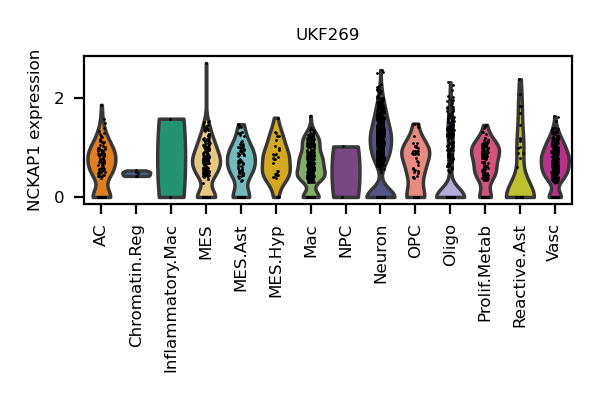 UKF269
NCKAP1 expression
2
0
AC
Chromatin.Reg
Inflammatory.Mac
MES
MES.Ast
MES.Hyp
Mac
NPC
Neuron
OPC
Oligo
Prolif.Metab
Reactive.Ast
Vasc